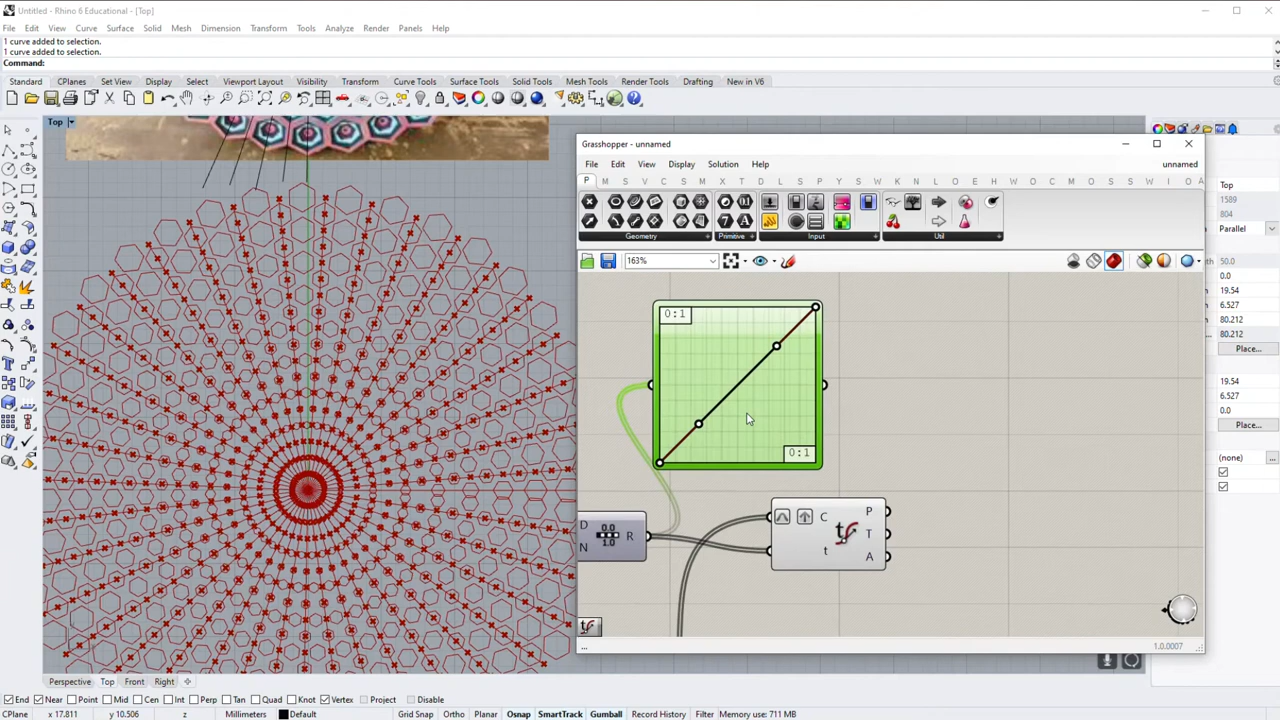 Untitled - Rhino 6 Educational - [Top]
File Edit View Curve Surface Solid Mesh Dimension Transform Tools Analyze Render Panels Help
1 curve added to selection.
1 curve added to selection.
Command:
Standard CPlanes Set View Display Select Viewport Layout Visibility Transform Curve Tools Surface Tools Solid Tools Mesh Tools Render Tools Drafting New in V6
Top
Grasshopper - unnamed
File Edit View Display Solution Help unnamed
P M S V C S M X T D L W K N L A H C M E O S T F B D G L E N H I S P T S W R M I O A
Geometry Primitive Input Util
163%
0:1
0:1
D
N
0.0
1.0
R
C
t
P
T
A
1.0.0007
Top
1589
804
Parallel
50.0
0.0
19.54
6.527
80.212
80.212
Place...
19.54
6.527
0.0
Place...
(none)
Perspective Top Front Right
End Near Point Mid Cen Int Perp Tan Quad Knot Vertex Project Disable
CPlane x 17.811 y 10.506 z Millimeters Default Grid Snap Ortho Planar Osnap SmartTrack Gumball Record History Filter Memory use: 711 MB